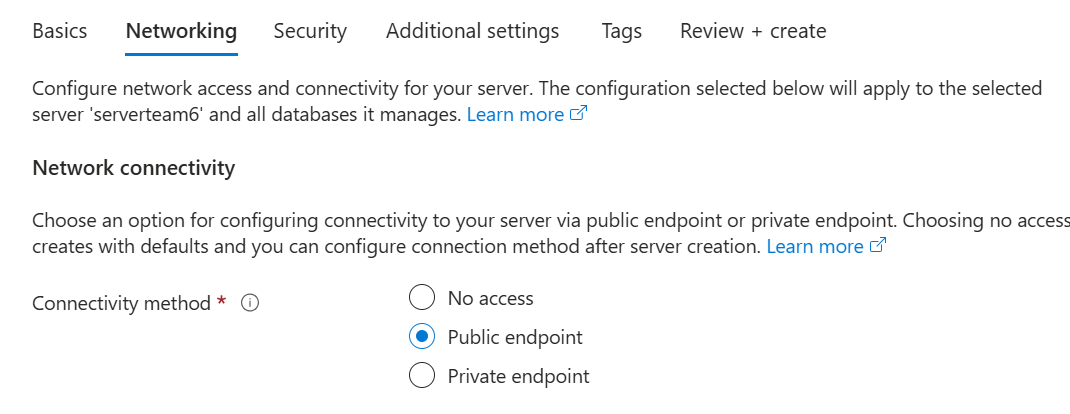 Basics Networking Security Additional settings Tags Review + create
Configure network access and connectivity for your server. The configuration selected below will apply to the selected
server 'serverteam6' and all databases it manages. Learn more
Network connectivity
Choose an option for configuring connectivity to your server via public endpoint or private endpoint. Choosing no access
creates with defaults and you can configure connection method after server creation. Learn more
Connectivity method *
No access
Public endpoint
Private endpoint